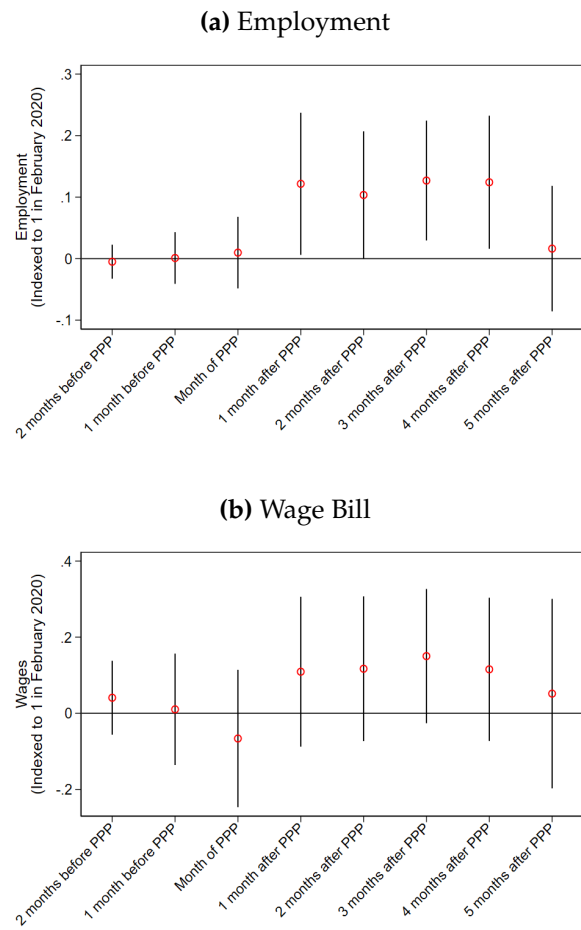 (a) Employment
Employment
(Indexed to 1 in February 2020)
.3
.2
.1
0
-.1
2 months before PPP
1 month before PPP
Month of PPP
1 month after PPP
2 months after PPP
3 months after PPP
4 months after PPP
5 months after PPP
(b) Wage Bill
Wages
(Indexed to 1 in February 2020)
.4
.2
0
-.2
2 months before PPP
1 month before PPP
Month of PPP
1 month after PPP
2 months after PPP
3 months after PPP
4 months after PPP
5 months after PPP